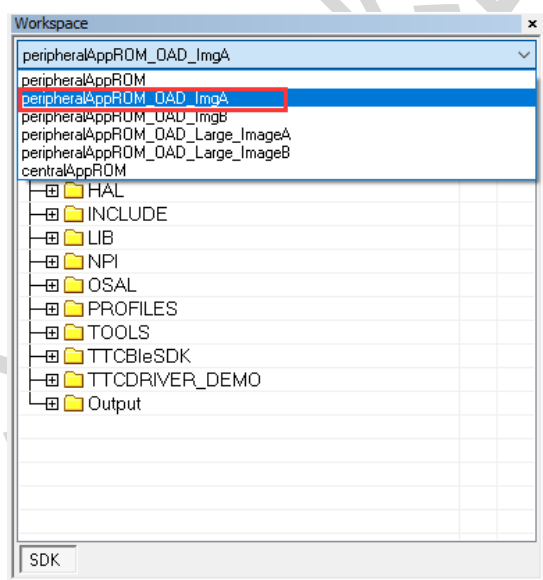 Workspace
peripheralAppROM_OAD_ImgA
peripheralAppROM
peripheralAppROM_OAD_ImgA
peripheralAppROM_OAD_ImgB
peripheralAppROM_OAD_Large_ImageA
peripheralAppROM_OAD_Large_ImageB
centralAppROM
HAL
INCLUDE
LIB
NPI
OSAL
PROFILES
TOOLS
TTCBleSDK
TTCDRIVER_DEMO
Output
SDK